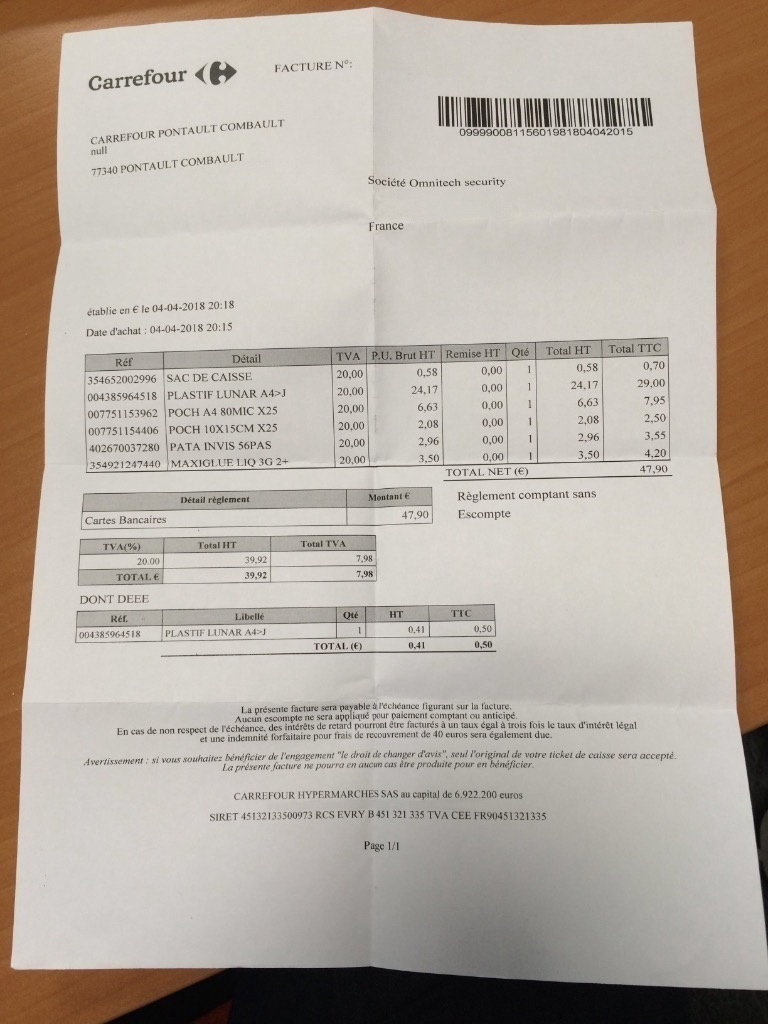 Carrefour
FACTURE N°:
09999008115601981804042015
CARREFOUR PONTAULT COMBAULT
null
77340 PONTAULT COMBAULT
Société Omnitech security
France
établie en € le 04-04-2018 20:18
Date d'achat : 04-04-2018 20:15
Réf Détail TVA P.U. Brut HT Remise HT Qté Total HT Total TTC
354652002996 SAC DE CAISSE 20,00 0,58 0,00 1 0,58 0,70
004385964518 PLASTIF LUNAR A4>J 20,00 24,17 0,00 1 24,17 29,00
007751153962 POCH A4 80MIC X25 20,00 6,63 0,00 1 6,63 7,95
007751154406 POCH 10X15CM X25 20,00 2,08 0,00 1 2,08 2,50
402670037280 PATA INVIS 56PAS 20,00 2,96 0,00 1 2,96 3,55
354921247440 MAXIGLUE LIQ 3G 2+ 20,00 3,50 0,00 1 3,50 4,20
TOTAL NET (€) 47,90
Détail règlement Montant €
Cartes Bancaires 47,90
Règlement comptant sans
Escompte
TVA(%) Total HT Total TVA
20.00 39,92 7,98
TOTAL € 39,92 7,98
DONT DEEE
Réf. Libellé Qté HT TTC
004385964518 PLASTIF LUNAR A4>J 1 0,41 0,50
TOTAL (€) 0,41 0,50
La présente facture sera payable à l'échéance figurant sur la facture.
Aucun escompte ne sera appliqué pour paiement comptant ou anticipé.
En cas de non respect de l'échéance, des intérêts de retard pourront être facturés à un taux égal à trois fois le taux d'intérêt légal
et une indemnité forfaitaire pour frais de recouvrement de 40 euros sera également due.
Avertissement : si vous souhaitez bénéficier de l'engagement "le droit de changer d'avis", seul l'original de votre ticket de caisse sera accepté.
La présente facture ne pourra en aucun cas être produite pour en bénéficier.
CARREFOUR HYPERMARCHES SAS au capital de 6.922.200 euros
SIRET 45132133500973 RCS EVRY B 451 321 335 TVA CEE FR90451321335
Page 1/1